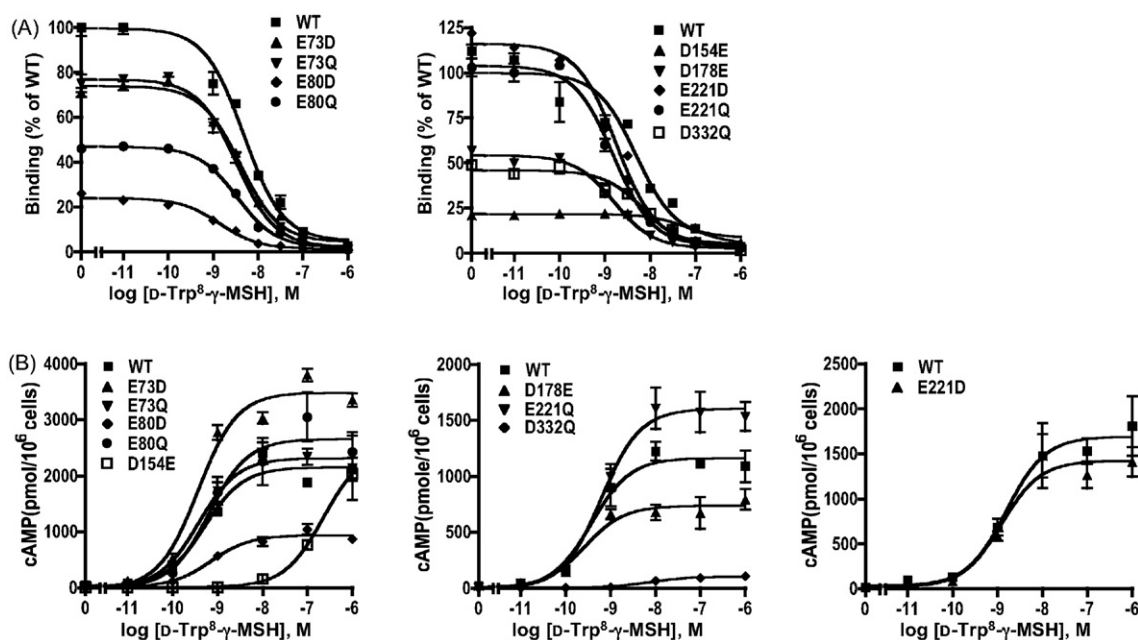 (A)
Binding (% of WT)
100
80
60
40
20
0
WT
E73D
E73Q
E80D
E80Q
0 -11 -10 -9 -8 -7 -6
log [D-Trp⁸-γ-MSH], M
Binding (% of WT)
125
100
75
50
25
0
WT
D154E
D178E
E221D
E221Q
D332Q
0 -11 -10 -9 -8 -7 -6
log [D-Trp⁸-γ-MSH], M
(B)
cAMP(pmol/10⁶ cells)
4000
3000
2000
1000
0
WT
E73D
E73Q
E80D
E80Q
D154E
0 -11 -10 -9 -8 -7 -6
log [D-Trp⁸-γ-MSH], M
cAMP(pmole/10⁶ cells)
2000
1500
1000
500
0
WT
D178E
E221Q
D332Q
0 -11 -10 -9 -8 -7 -6
log [D-Trp⁸-γ-MSH], M
cAMP(pmol/10⁶ cells)
2500
2000
1500
1000
500
0
WT
E221D
0 -11 -10 -9 -8 -7 -6
log [D-Trp⁸-γ-MSH], M